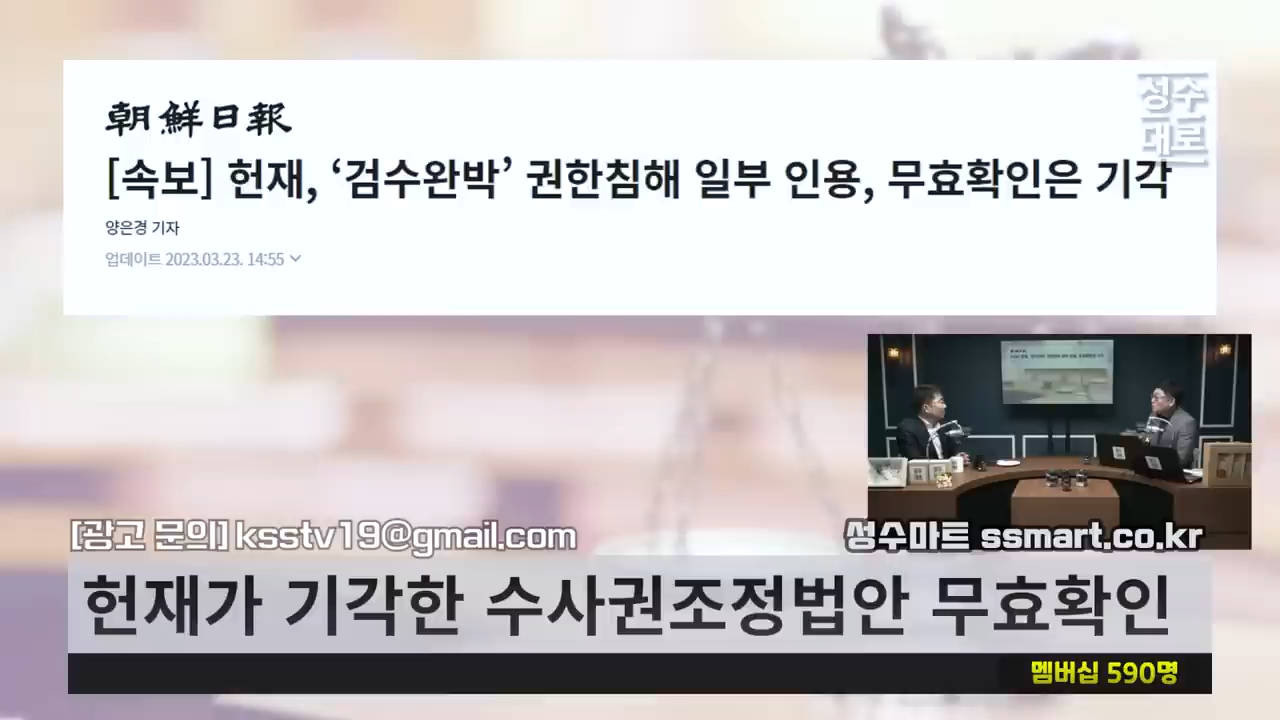 朝鮮日報
성수
대로
[속보] 헌재, ‘검수완박’ 권한침해 일부 인용, 무효확인은 기각
양은경 기자
업데이트 2023.03.23. 14:55
[광고 문의] ksstv19@gmail.com
성수마트 ssmart.co.kr
헌재가 기각한 수사권조정법안 무효확인
멤버십 590명